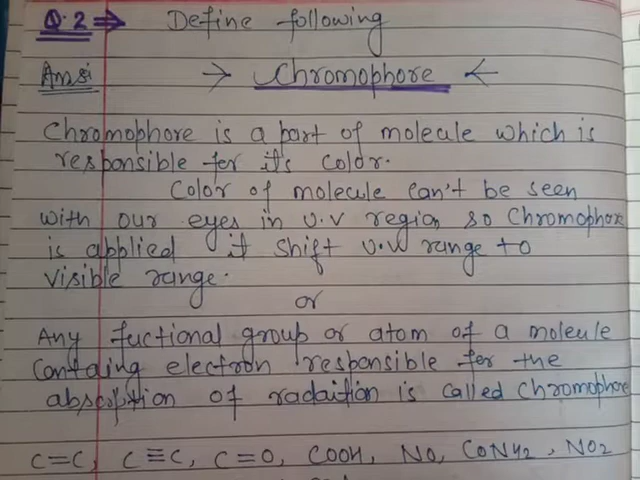 Q.2 ⇒ Define following
Ans: → Chromophore ←
Chromophore is a part of molecule which is
responsible for it's color.
Color of molecule can't be seen
with our eyes in U.V region so Chromophore
is applied it shift U.V range to
visible range.
or
Any fuctional group or atom of a moleule
Containg electron responsible for the
absorption of radaition is called Chromophore
C=C, C≡C, C=O, COOH, NO, CONH2, NO2